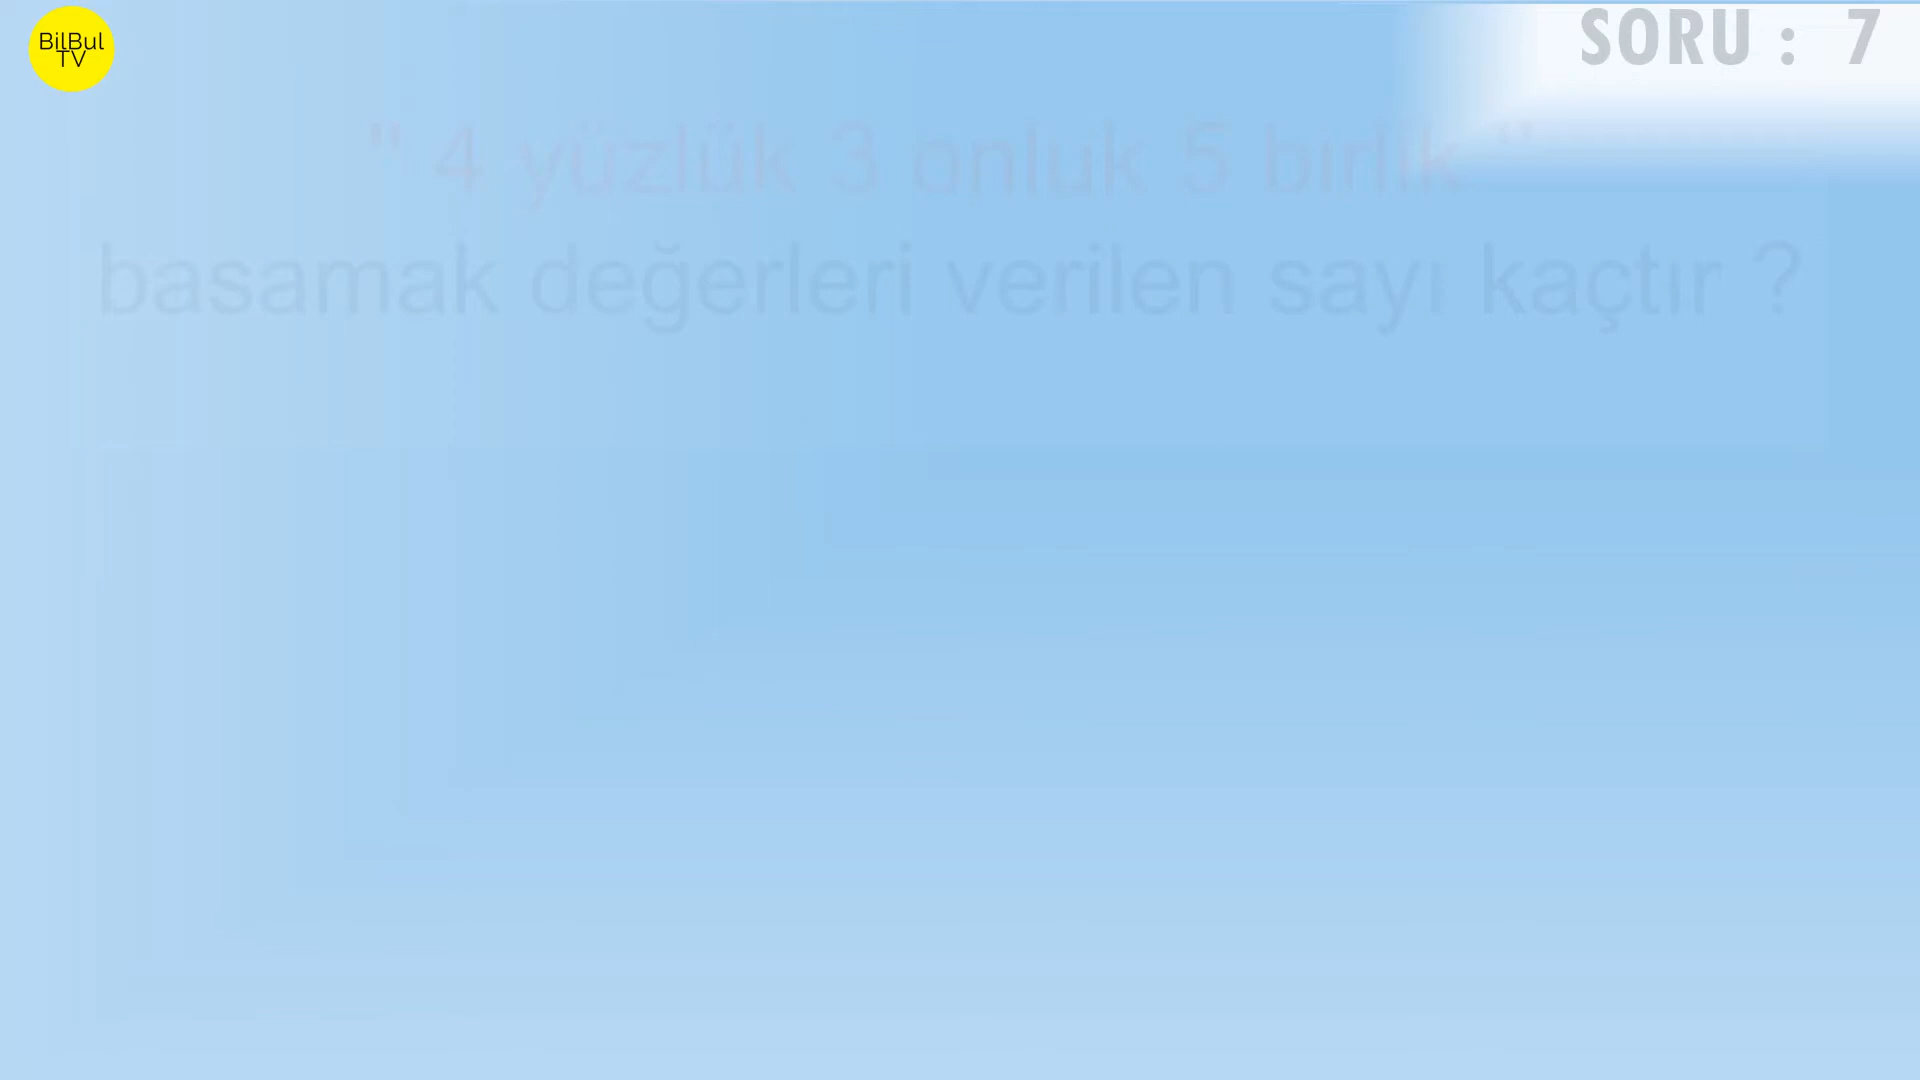 BilBul
TV
SORU : 7
" 4 yüzlük 3 onluk 5 birlik "
basamak değerleri verilen sayı kaçtır ?